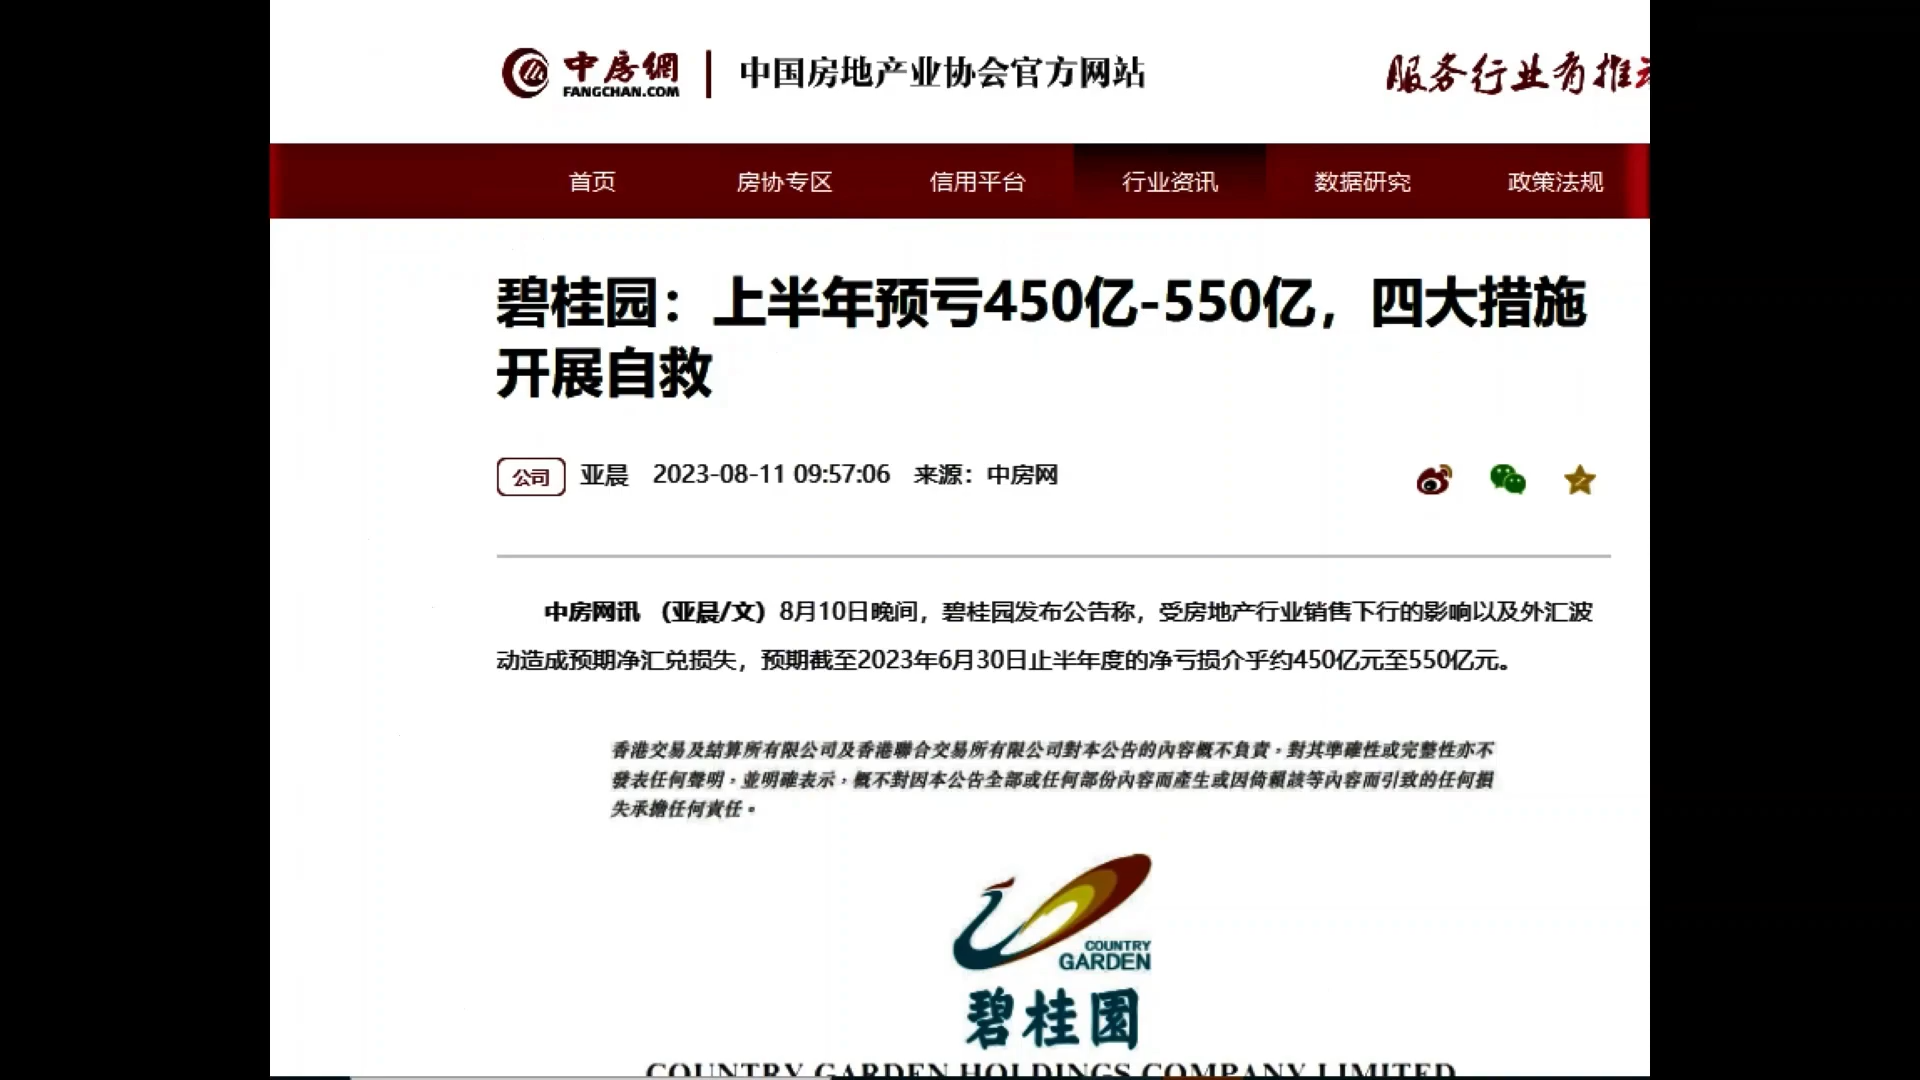 中房網
FANGCHAN.COM
中国房地产业协会官方网站
服务行业有推
首页 房协专区 信用平台 行业资讯 数据研究 政策法规
碧桂园：上半年预亏450亿-550亿，四大措施
开展自救
公司 亚晨 2023-08-11 09:57:06 来源：中房网
中房网讯 （亚晨/文）8月10日晚间，碧桂园发布公告称，受房地产行业销售下行的影响以及外汇波
动造成预期净汇兑损失，预期截至2023年6月30日止半年度的净亏损介乎约450亿元至550亿元。
香港交易及結算所有限公司及香港聯合交易所有限公司對本公告的內容概不負責，對其準確性或完整性亦不
發表任何聲明，並明確表示，概不對因本公告全部或任何部份內容而產生或因倚賴該等內容而引致的任何損
失承擔任何責任。
COUNTRY
GARDEN
碧桂園
COUNTRY GARDEN HOLDINGS COMPANY LIMITED